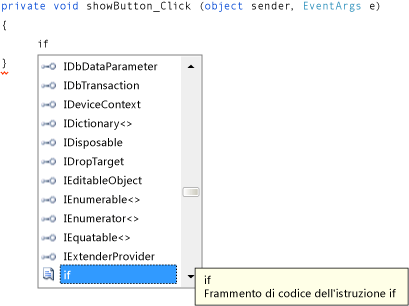 private void showButton_Click (object sender, EventArgs e)
{
if
}
IDbDataParameter
IDbTransaction
IDeviceContext
IDictionary<>
IDisposable
IDropTarget
IEditableObject
IEnumerable<>
IEnumerator<>
IEquatable<>
IExtenderProvider
if
if
Frammento di codice dell'istruzione if